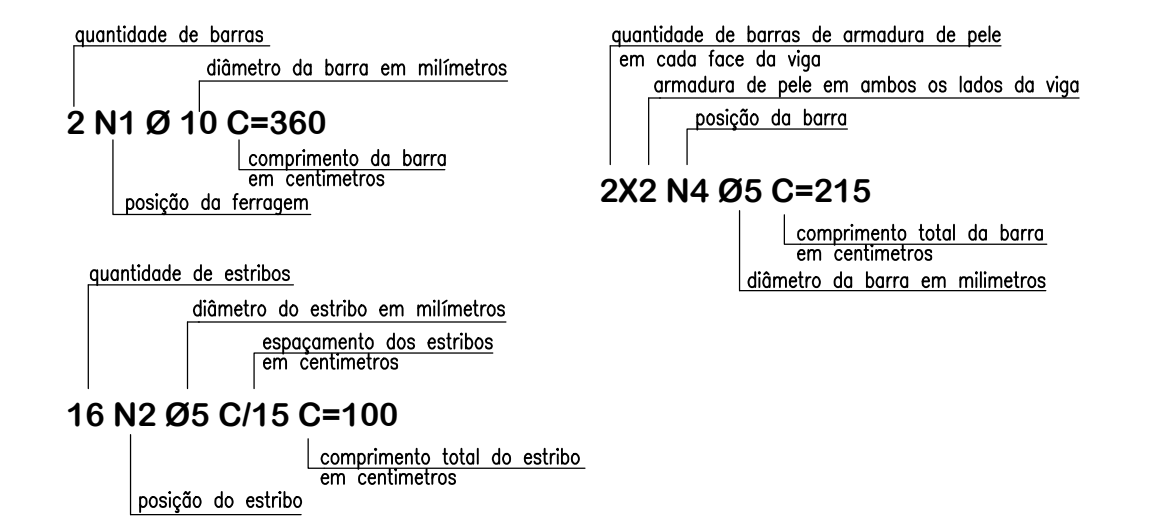 quantidade de barras
diâmetro da barra em milímetros
2 N1 Ø 10 C=360
comprimento da barra
em centimetros
posição da ferragem
quantidade de barras de armadura de pele
em cada face da viga
armadura de pele em ambos os lados da viga
posição da barra
2X2 N4 Ø5 C=215
comprimento total da barra
em centimetros
diâmetro da barra em milimetros
quantidade de estribos
diâmetro do estribo em milímetros
espaçamento dos estribos
em centimetros
16 N2 Ø5 C/15 C=100
comprimento total do estribo
em centimetros
posição do estribo